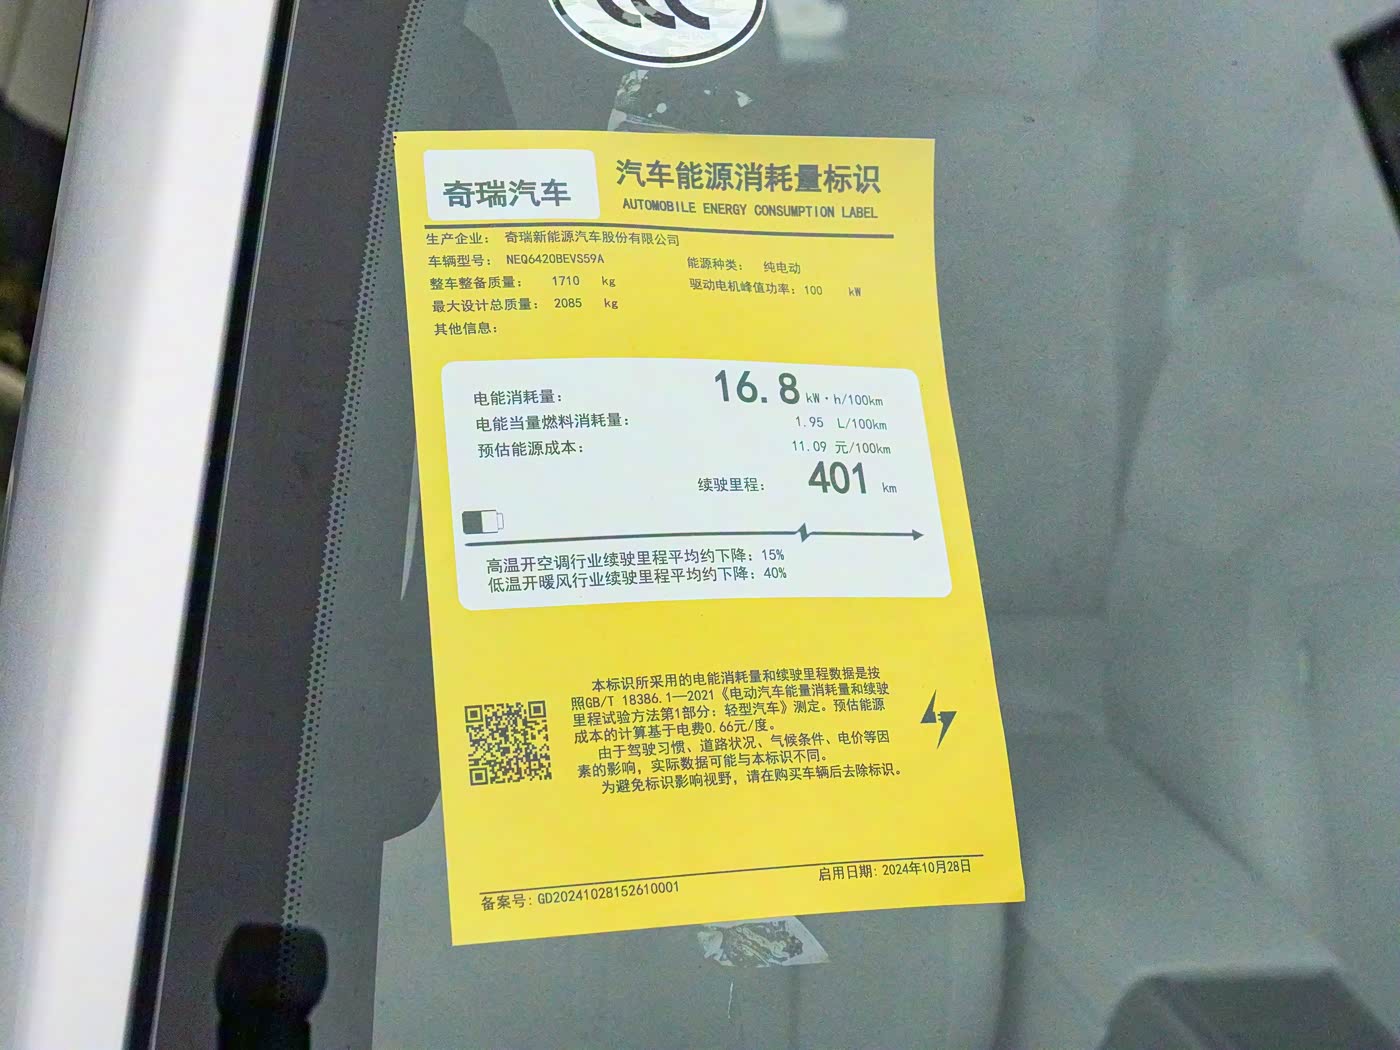 奇瑞汽车
汽车能源消耗量标识
AUTOMOBILE ENERGY CONSUMPTION LABEL
生产企业: 奇瑞新能源汽车股份有限公司
车辆型号: NEQ6420BEVS59A
能源种类: 纯电动
整车整备质量: 1710 kg
驱动电机峰值功率: 100 kW
最大设计总质量: 2085 kg
其他信息:
电能消耗量: 16.8 kW·h/100km
电能当量燃料消耗量: 1.95 L/100km
预估能源成本: 11.09 元/100km
续驶里程: 401 km
高温开空调行业续驶里程平均约下降: 15%
低温开暖风行业续驶里程平均约下降: 40%
本标识所采用的电能消耗量和续驶里程数据是按
照GB/T 18386.1—2021《电动汽车能量消耗量和续驶
里程试验方法第1部分: 轻型汽车》测定。预估能源
成本的计算基于电费0.66元/度。
由于驾驶习惯、道路状况、气候条件、电价等因
素的影响, 实际数据可能与本标识不同。
为避免标识影响视野, 请在购买车辆后去除标识。
备案号: GD20241028152610001
启用日期: 2024年10月28日